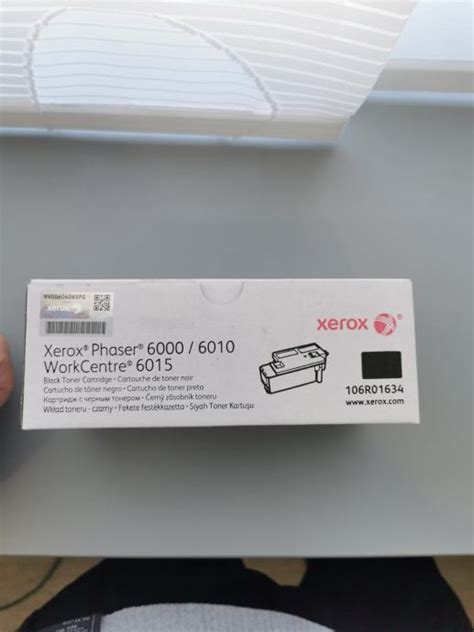 xerox
xerox
Xerox® Phaser® 6000 / 6010
WorkCentre® 6015
Black Toner Cartridge • Cartouche de toner noir
Cartucho de tóner negro • Cartucho de toner preto
Картридж с черным тонером • Černý zásobník toneru
Wkład toneru - czarny • Fekete festékkazetta • Siyah Toner Kartuşu
106R01634
www.xerox.com